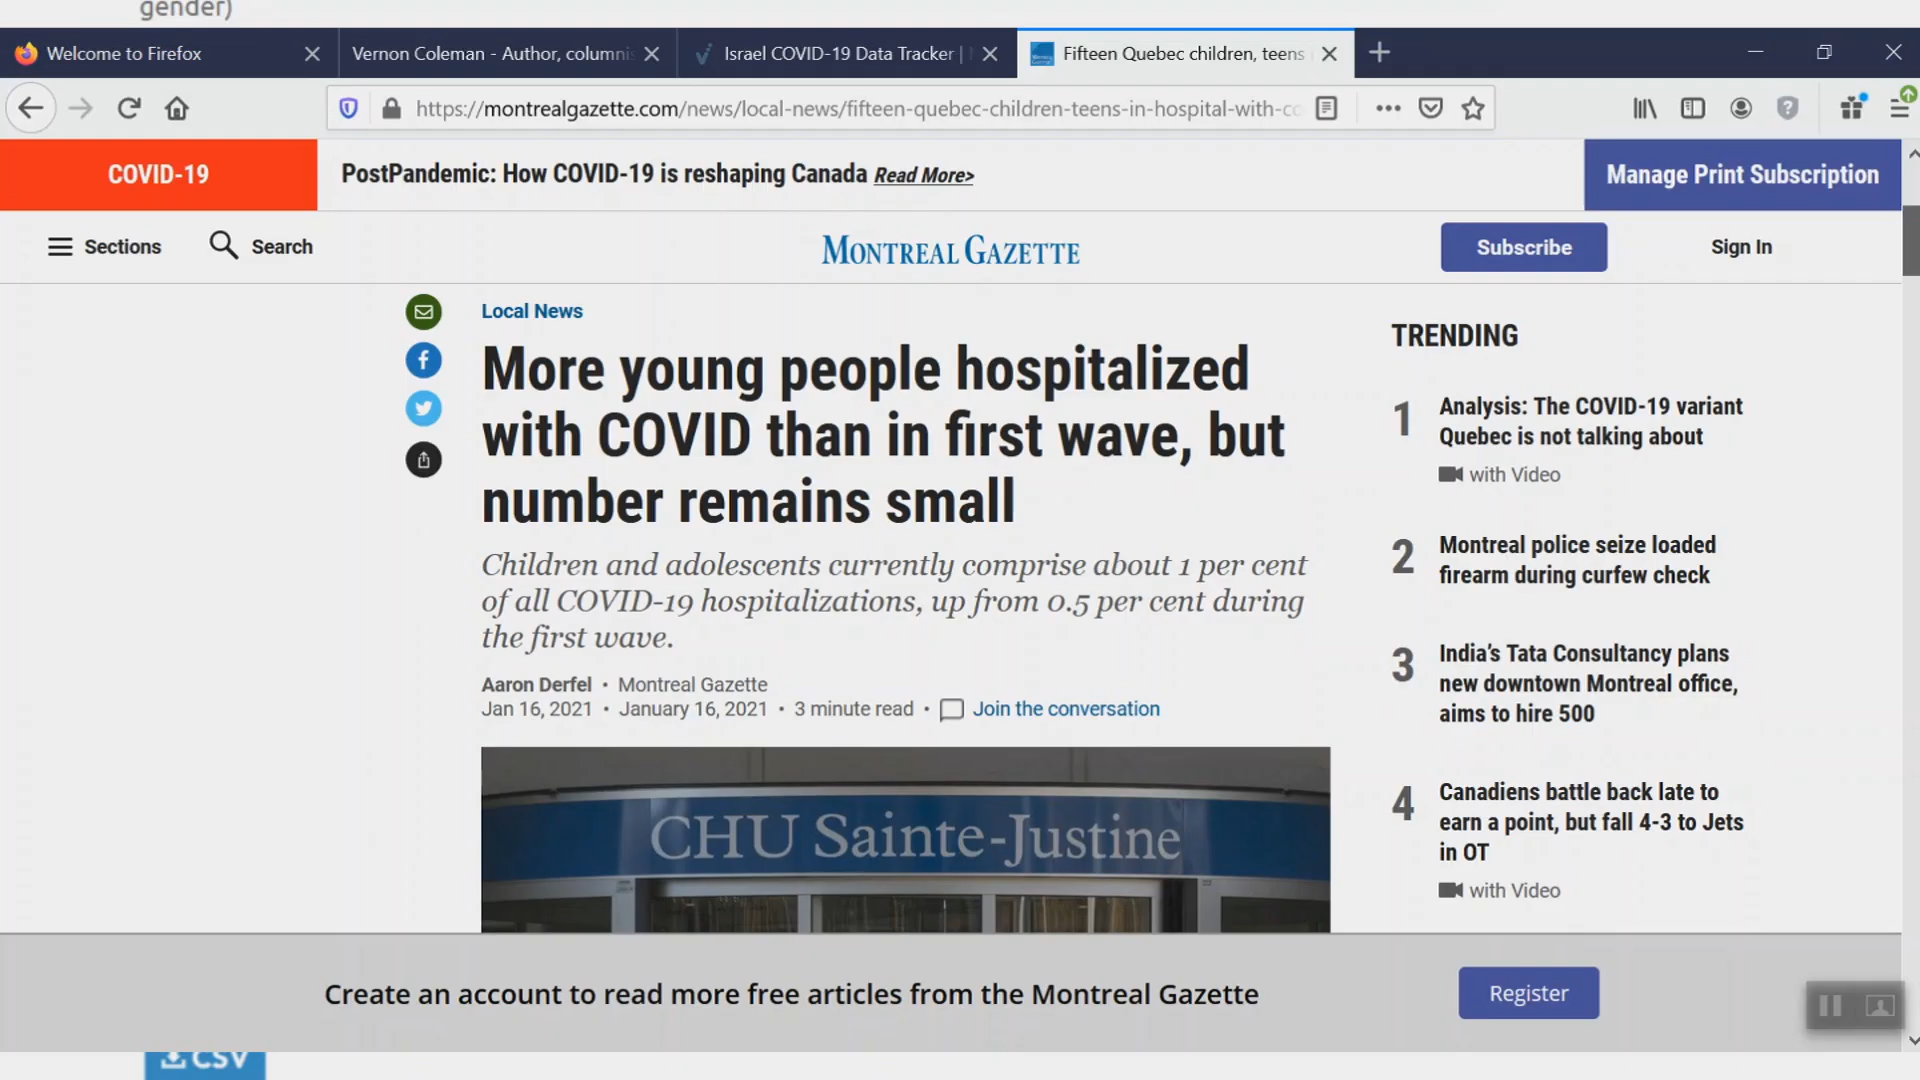 gender)
Welcome to Firefox
Vernon Coleman - Author, columnis
Israel COVID-19 Data Tracker |
Fifteen Quebec children, teens
https://montrealgazette.com/news/local-news/fifteen-quebec-children-teens-in-hospital-with-co
COVID-19
PostPandemic: How COVID-19 is reshaping Canada Read More>
Manage Print Subscription
Sections
Search
MONTREAL GAZETTE
Subscribe
Sign In
Local News
More young people hospitalized
with COVID than in first wave, but
number remains small
Children and adolescents currently comprise about 1 per cent
of all COVID-19 hospitalizations, up from 0.5 per cent during
the first wave.
Aaron Derfel • Montreal Gazette
Jan 16, 2021 • January 16, 2021 • 3 minute read • Join the conversation
CHU Sainte-Justine
TRENDING
1
Analysis: The COVID-19 variant
Quebec is not talking about
with Video
2
Montreal police seize loaded
firearm during curfew check
3
India's Tata Consultancy plans
new downtown Montreal office,
aims to hire 500
4
Canadiens battle back late to
earn a point, but fall 4-3 to Jets
in OT
with Video
Create an account to read more free articles from the Montreal Gazette
Register
CSV